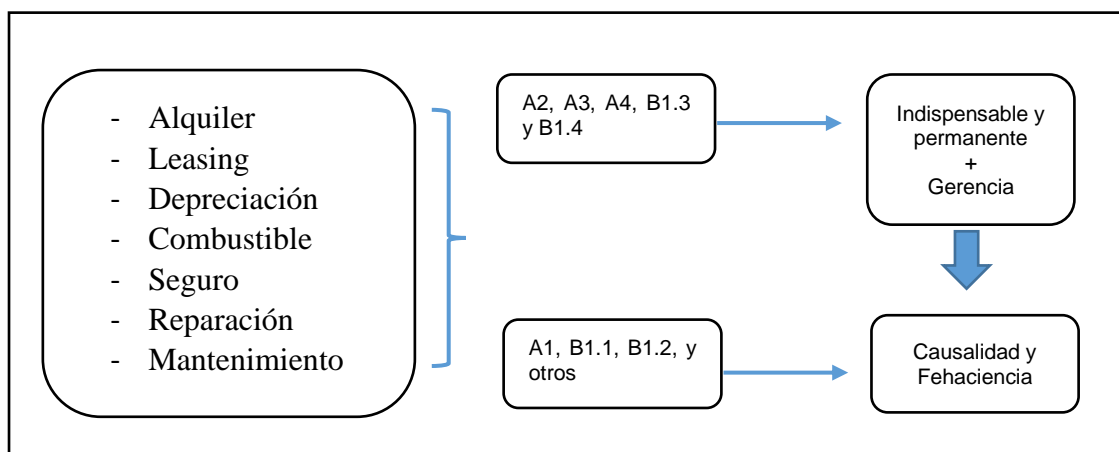 - Alquiler
- Leasing
- Depreciación
- Combustible
- Seguro
- Reparación
- Mantenimiento
A2, A3, A4, B1.3
y B1.4
Indispensable y
permanente
+
Gerencia
A1, B1.1, B1.2, y
otros
Causalidad y
Fehaciencia